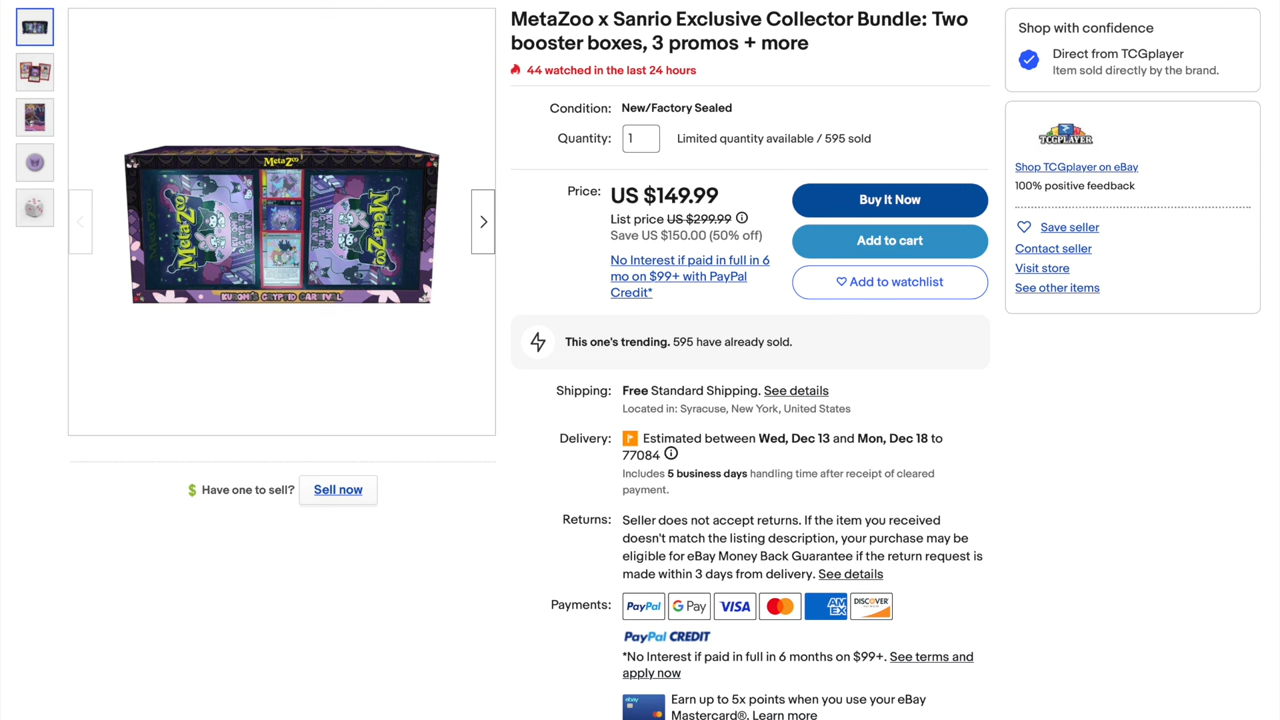 MetaZoo x Sanrio Exclusive Collector Bundle: Two
booster boxes, 3 promos + more
44 watched in the last 24 hours
Condition: New/Factory Sealed
Quantity: 1 Limited quantity available / 595 sold
Price: US $149.99
List price US $299.99
Save US $150.00 (50% off)
No Interest if paid in full in 6
mo on $99+ with PayPal
Credit*
Buy It Now
Add to cart
Add to watchlist
This one's trending. 595 have already sold.
Shipping: Free Standard Shipping. See details
Located in: Syracuse, New York, United States
Delivery: Estimated between Wed, Dec 13 and Mon, Dec 18 to
77084
Includes 5 business days handling time after receipt of cleared
payment.
Returns: Seller does not accept returns. If the item you received
doesn't match the listing description, your purchase may be
eligible for eBay Money Back Guarantee if the return request is
made within 3 days from delivery. See details
Payments: PayPal G Pay VISA AM EX DISCOVER
PayPal CREDIT
*No Interest if paid in full in 6 months on $99+. See terms and
apply now
ebay
Earn up to 5x points when you use your eBay
Mastercard®. Learn more
MetaZoo
MetaZoo
MetaZoo
KUROMI'S CRYPTID CARNIVAL
Have one to sell? Sell now
Shop with confidence
Direct from TCGplayer
Item sold directly by the brand.
TCGPLAYER
Shop TCGplayer on eBay
100% positive feedback
Save seller
Contact seller
Visit store
See other items